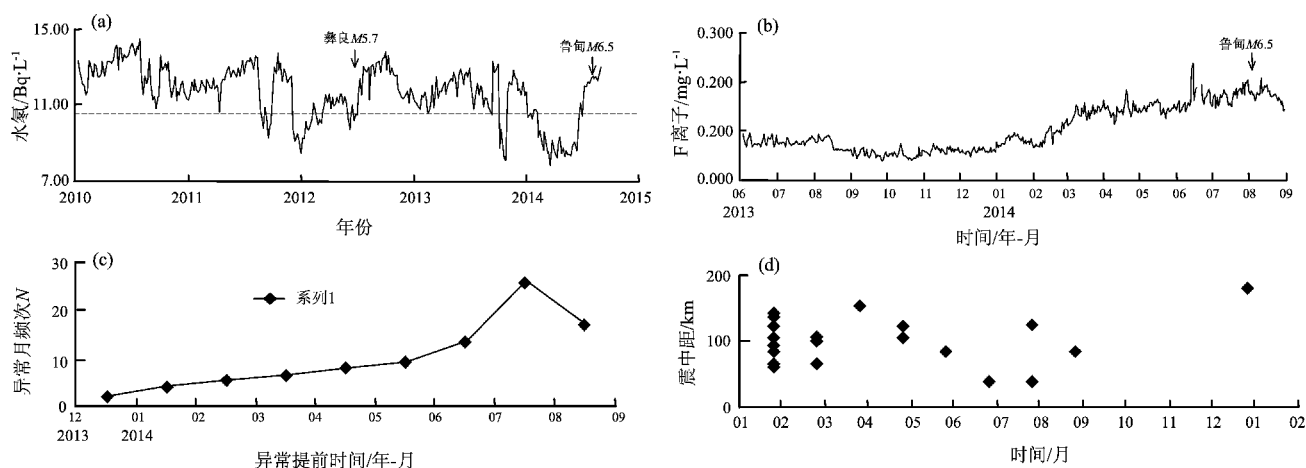 (a)
15.00
11.00
7.00
水氡/Bq·L⁻¹
彝良M5.7
鲁甸M6.5
2010 2011 2012 2013 2014 2015
年份
(b)
0.300
0.200
0.200
0.000
F 离子/mg·L⁻¹
鲁甸M6.5
06 07 08 09 10 11 12 01 02 03 04 05 06 07 08 09
2013 2014
时间/年-月
(c)
30
20
10
0
异常月频次N
系列1
12 01 02 03 04 05 06 07 08 09
2013 2014
异常提前时间/年-月
(d)
200
100
0
震中距/km
01 02 03 04 05 06 07 08 09 10 11 12 01 02
时间/月